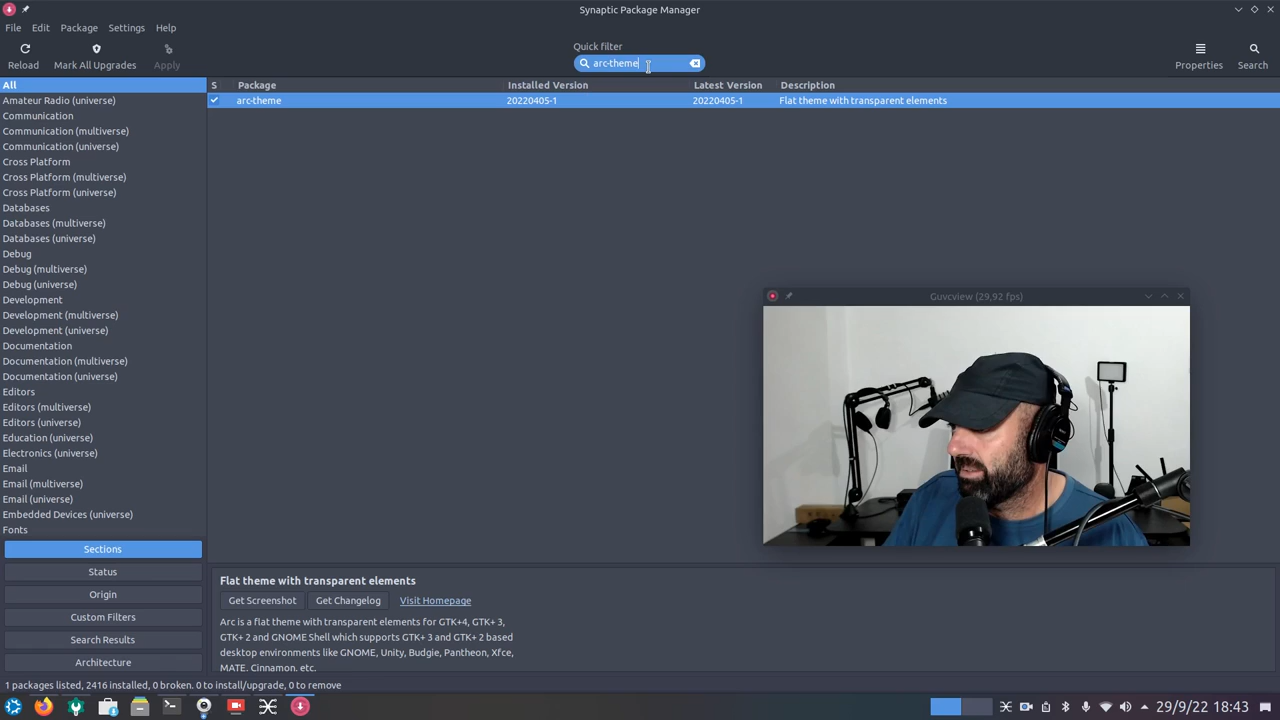 Synaptic Package Manager
File Edit Package Settings Help
Quick filter
Reload Mark All Upgrades Apply arc-theme Properties Search
All
Amateur Radio (universe)
Communication
Communication (multiverse)
Communication (universe)
Cross Platform
Cross Platform (multiverse)
Cross Platform (universe)
Databases
Databases (multiverse)
Databases (universe)
Debug
Debug (multiverse)
Debug (universe)
Development
Development (multiverse)
Development (universe)
Documentation
Documentation (multiverse)
Documentation (universe)
Editors
Editors (multiverse)
Editors (universe)
Education (universe)
Electronics (universe)
Email
Email (multiverse)
Email (universe)
Embedded Devices (universe)
Fonts
Sections
Status
Origin
Custom Filters
Search Results
Architecture
S Package Installed Version Latest Version Description
arc-theme 20220405-1 20220405-1 Flat theme with transparent elements
Guvcview (29,92 fps)
Flat theme with transparent elements
Get Screenshot Get Changelog Visit Homepage
Arc is a flat theme with transparent elements for GTK+4, GTK+ 3,
GTK+ 2 and GNOME Shell which supports GTK+ 3 and GTK+ 2 based
desktop environments like GNOME, Unity, Budgie, Pantheon, Xfce,
MATE, Cinnamon, etc.
1 packages listed, 2416 installed, 0 broken. 0 to install/upgrade, 0 to remove
29/9/22 18:43